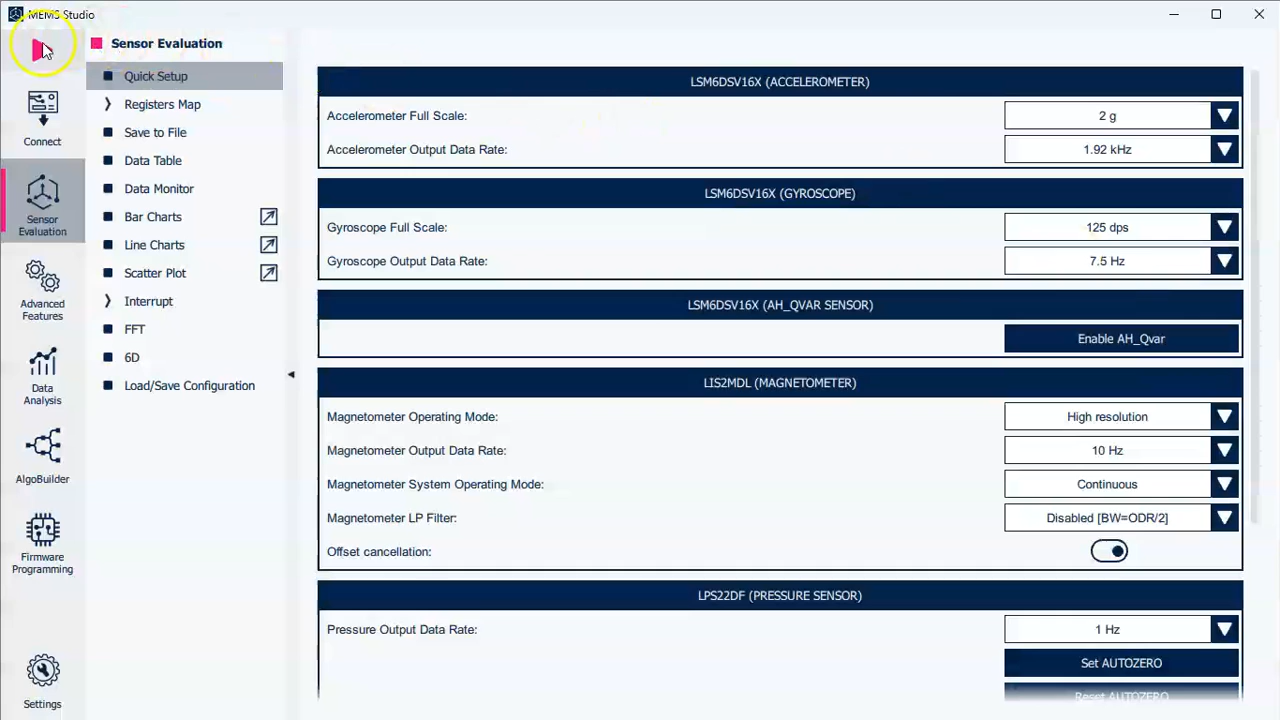 MEMS Studio
Connect
Sensor
Evaluation
Advanced
Features
Data
Analysis
AlgoBuilder
Firmware
Programming
Settings
Sensor Evaluation
Quick Setup
Registers Map
Save to File
Data Table
Data Monitor
Bar Charts
Line Charts
Scatter Plot
Interrupt
FFT
6D
Load/Save Configuration
LSM6DSV16X (ACCELEROMETER)
Accelerometer Full Scale: 2 g
Accelerometer Output Data Rate: 1.92 kHz
LSM6DSV16X (GYROSCOPE)
Gyroscope Full Scale: 125 dps
Gyroscope Output Data Rate: 7.5 Hz
LSM6DSV16X (AH_QVAR SENSOR)
Enable AH_Qvar
LIS2MDL (MAGNETOMETER)
Magnetometer Operating Mode: High resolution
Magnetometer Output Data Rate: 10 Hz
Magnetometer System Operating Mode: Continuous
Magnetometer LP Filter: Disabled [BW=ODR/2]
Offset cancellation:
LPS22DF (PRESSURE SENSOR)
Pressure Output Data Rate: 1 Hz
Set AUTOZERO
Reset AUTOZERO